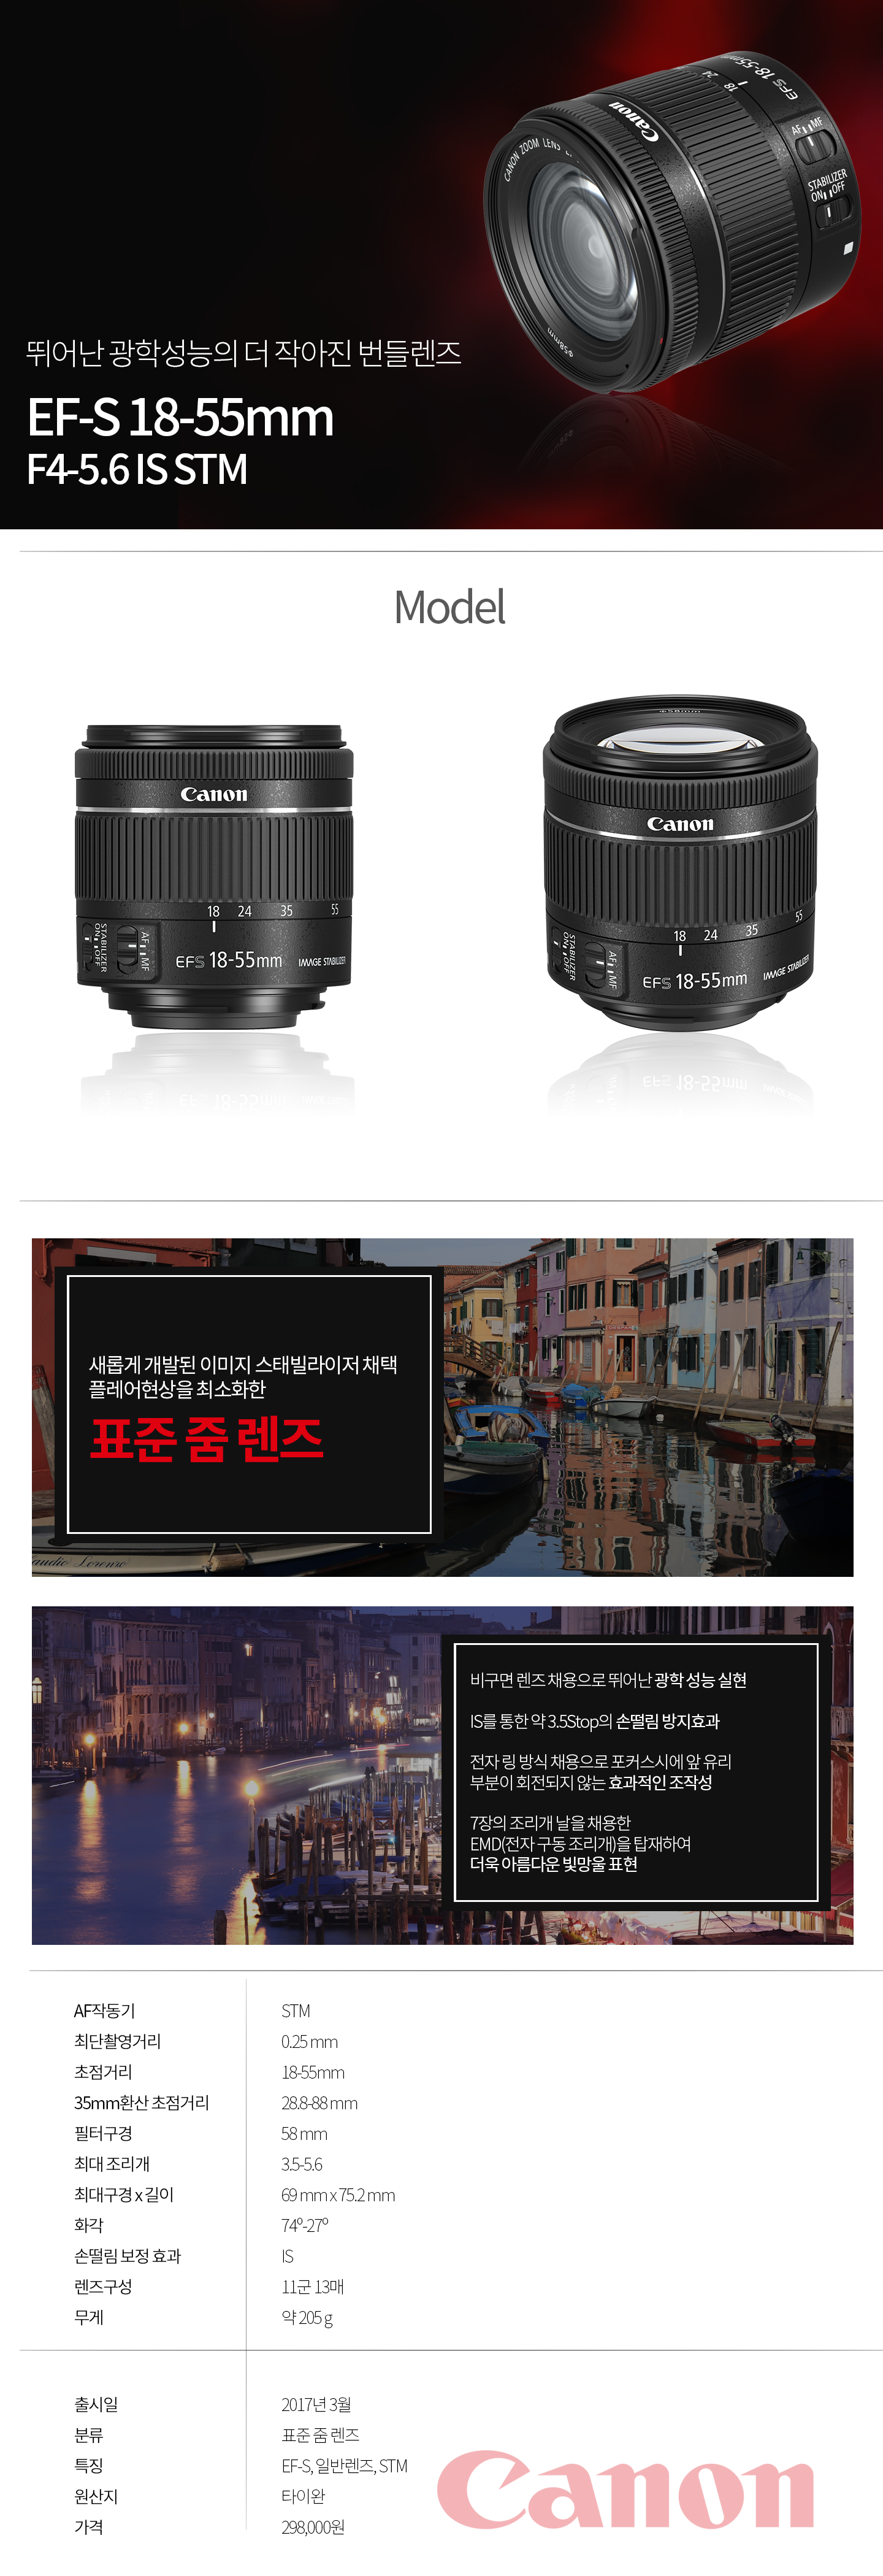 CANON ZOOM LENS
Canon
18
24
EFS 18-55mm
AF MF
STABILIZER
ON OFF
Φ58mm
뛰어난 광학성능의 더 작아진 번들렌즈
EF-S 18-55mm
F4-5.6 IS STM
Model
Canon
18 24 35 55
STABILIZER
ON OFF
AF MF
EFS 18-55mm
IMAGE STABILIZER
Φ58mm
Canon
18 24 35 55
STABILIZER
ON OFF
AF MF
EFS 18-55mm
IMAGE STABILIZER
새롭게 개발된 이미지 스태빌라이저 채택
플레어현상을 최소화한
표준 줌 렌즈
audio Lorenzo
비구면 렌즈 채용으로 뛰어난 광학 성능 실현
IS를 통한 약 3.5Stop의 손떨림 방지효과
전자 링 방식 채용으로 포커스시에 앞 유리
부분이 회전되지 않는 효과적인 조작성
7장의 조리개 날을 채용한
EMD(전자 구동 조리개)을 탑재하여
더욱 아름다운 빛망울 표현
AF작동기 STM
최단촬영거리 0.25 mm
초점거리 18-55mm
35mm환산 초점거리 28.8-88 mm
필터구경 58 mm
최대 조리개 3.5-5.6
최대구경 x 길이 69 mm x 75.2 mm
화각 74º-27º
손떨림 보정 효과 IS
렌즈구성 11군 13매
무게 약 205 g
출시일 2017년 3월
분류 표준 줌 렌즈
특징 EF-S, 일반렌즈, STM
원산지 타이완
가격 298,000원
Canon